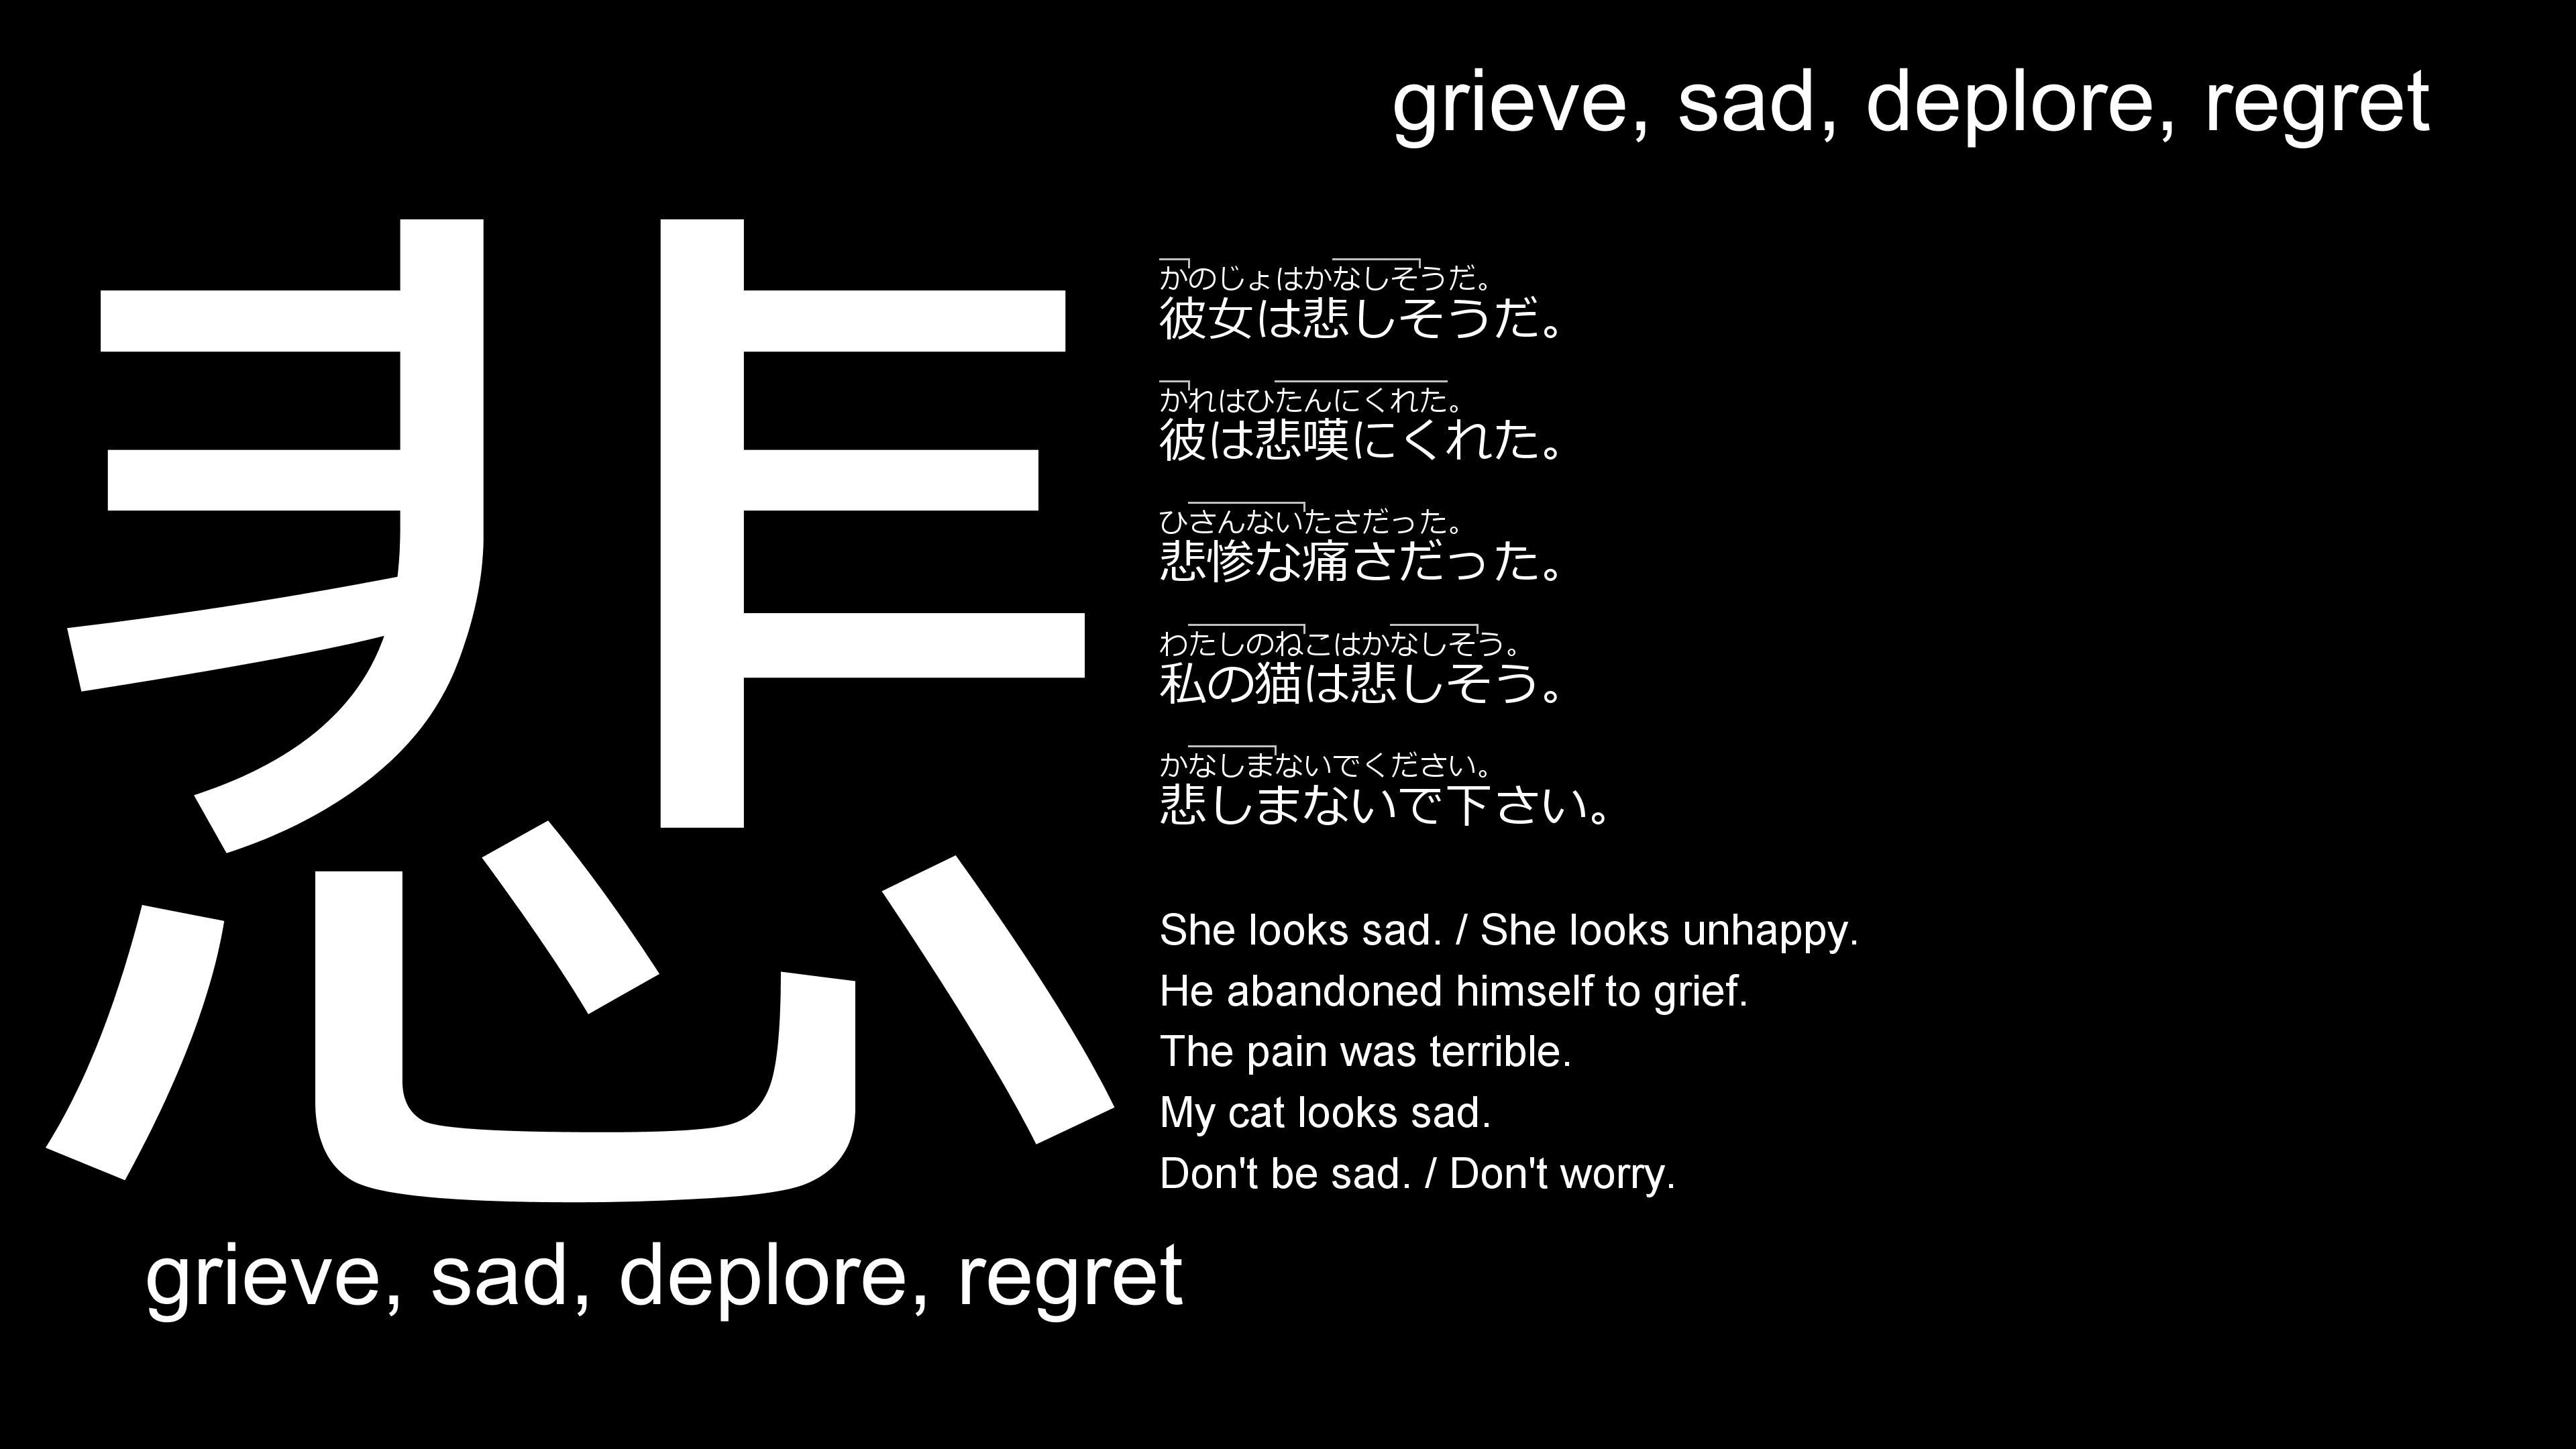 grieve, sad, deplore, regret
悲
かのじょはかなしそうだ。
彼女は悲しそうだ。
かれはひたんにくれた。
彼は悲嘆にくれた。
ひさんないたさだった。
悲惨な痛さだった。
わたしのねこはかなしそう。
私の猫は悲しそう。
かなしまないでください。
悲しまないで下さい。
She looks sad. / She looks unhappy.
He abandoned himself to grief.
The pain was terrible.
My cat looks sad.
Don't be sad. / Don't worry.
grieve, sad, deplore, regret